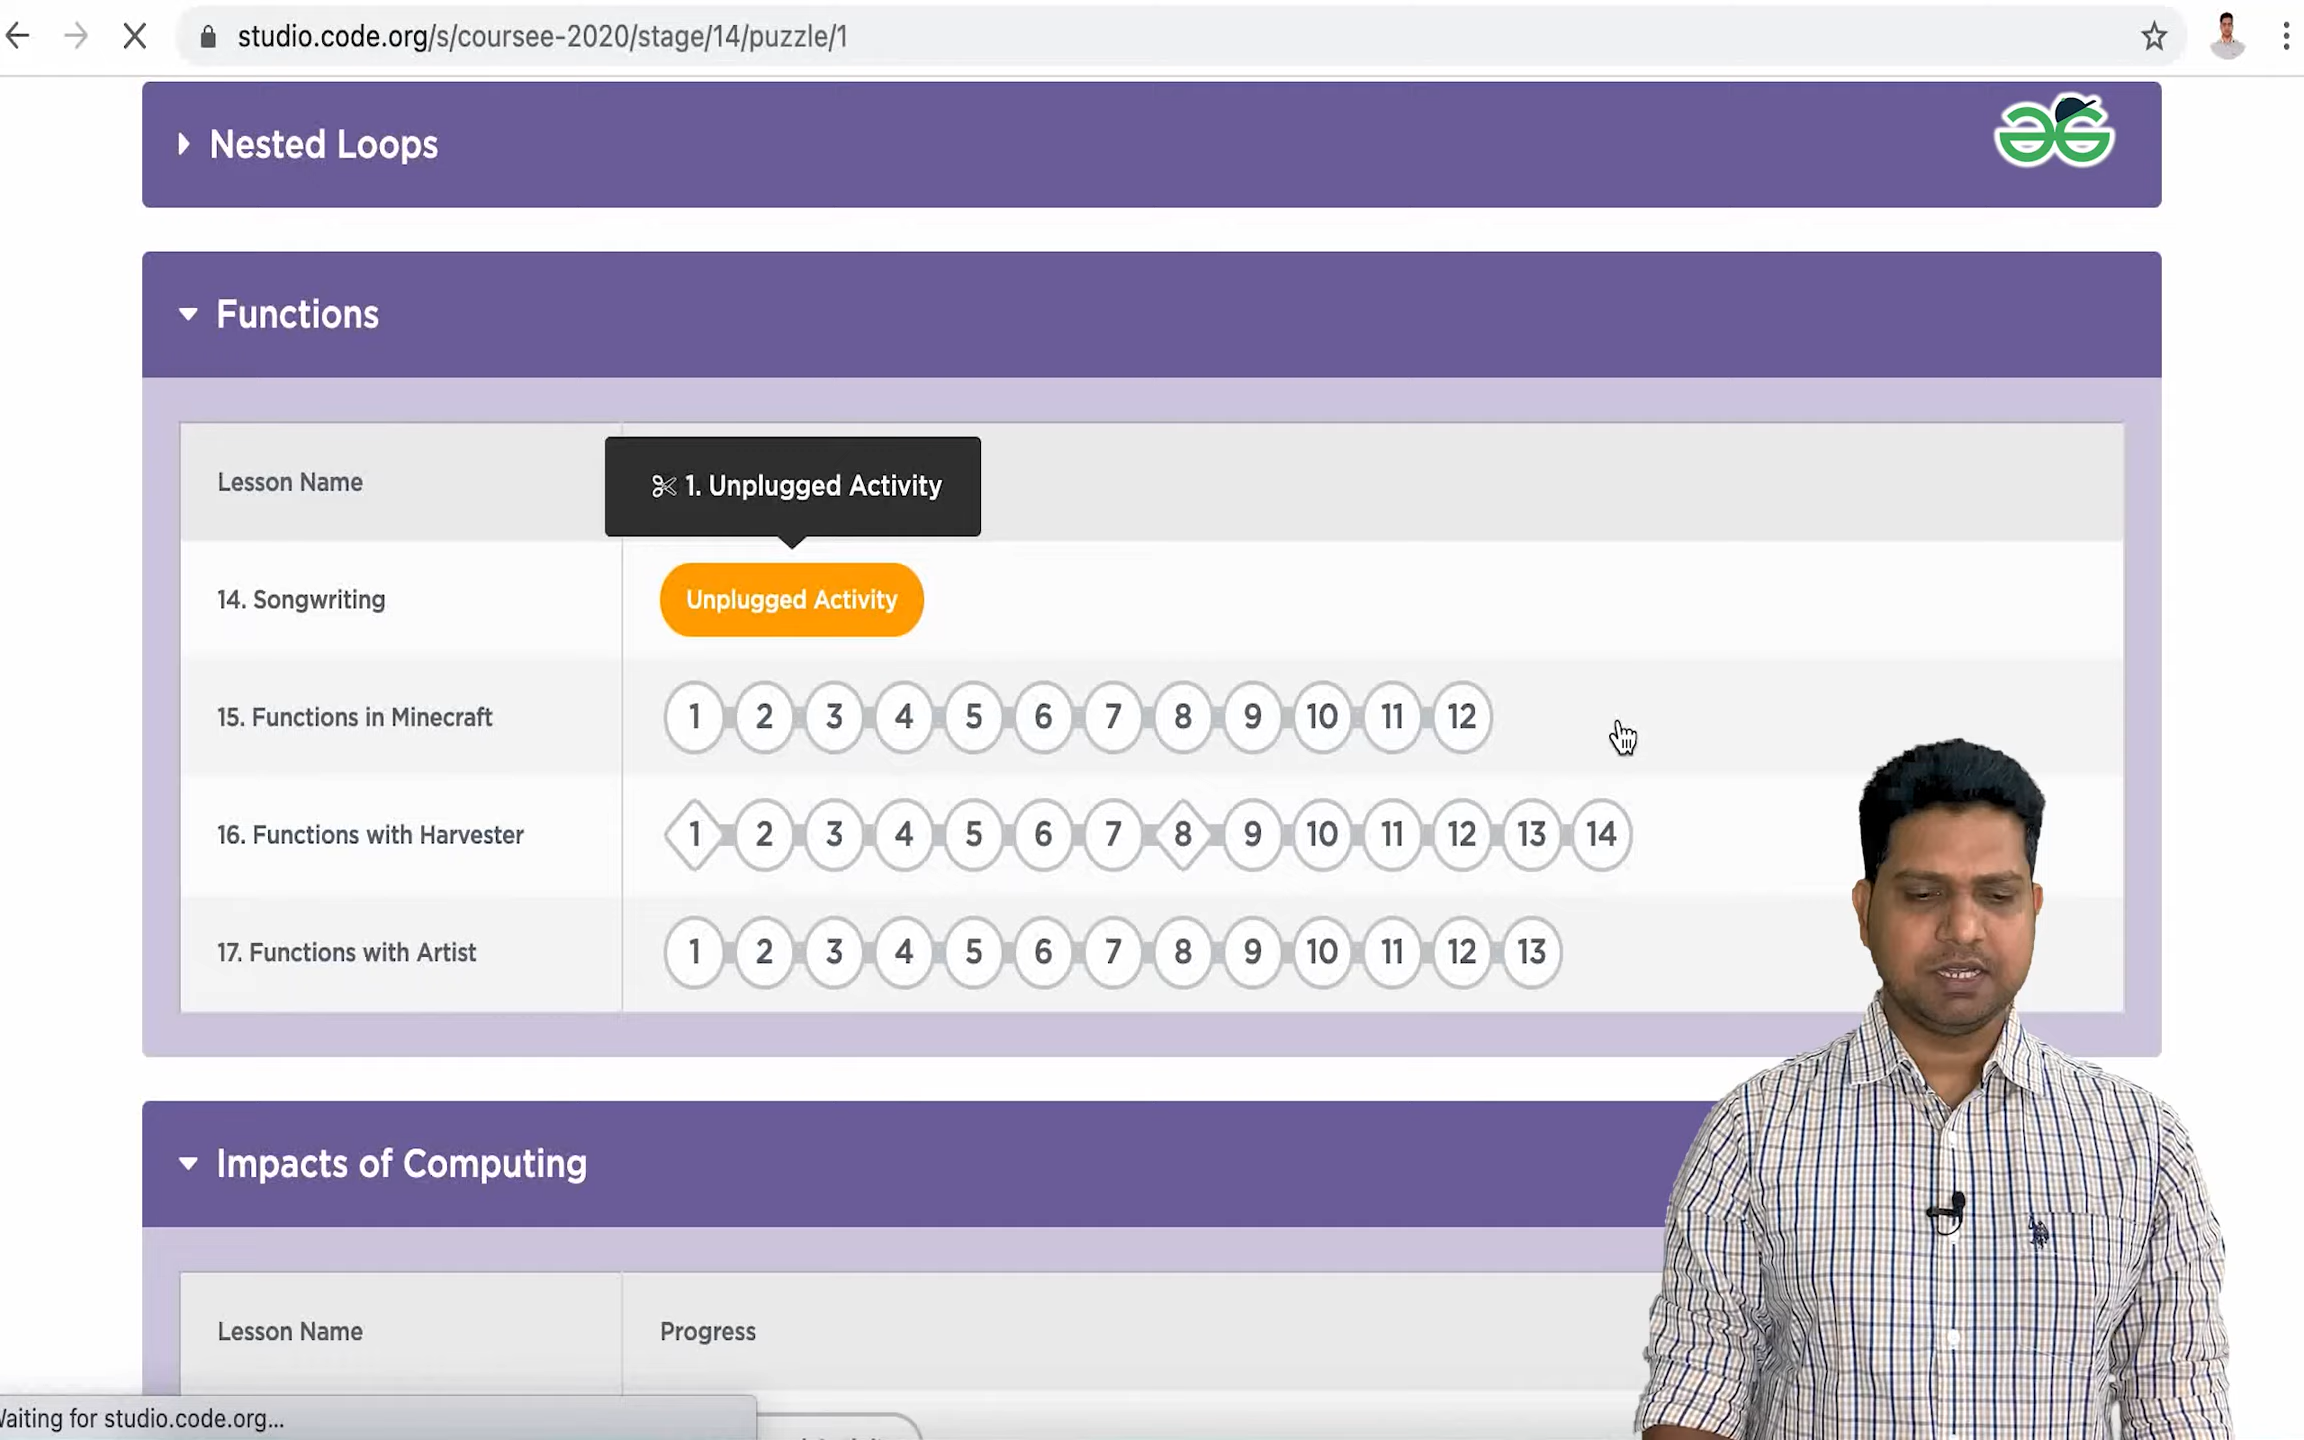 studio.code.org/s/coursee-2020/stage/14/puzzle/1
Nested Loops
Functions
Lesson Name
1. Unplugged Activity
14. Songwriting
Unplugged Activity
15. Functions in Minecraft
1 2 3 4 5 6 7 8 9 10 11 12
16. Functions with Harvester
1 2 3 4 5 6 7 8 9 10 11 12 13 14
17. Functions with Artist
1 2 3 4 5 6 7 8 9 10 11 12 13
Impacts of Computing
Lesson Name
Progress
Waiting for studio.code.org...